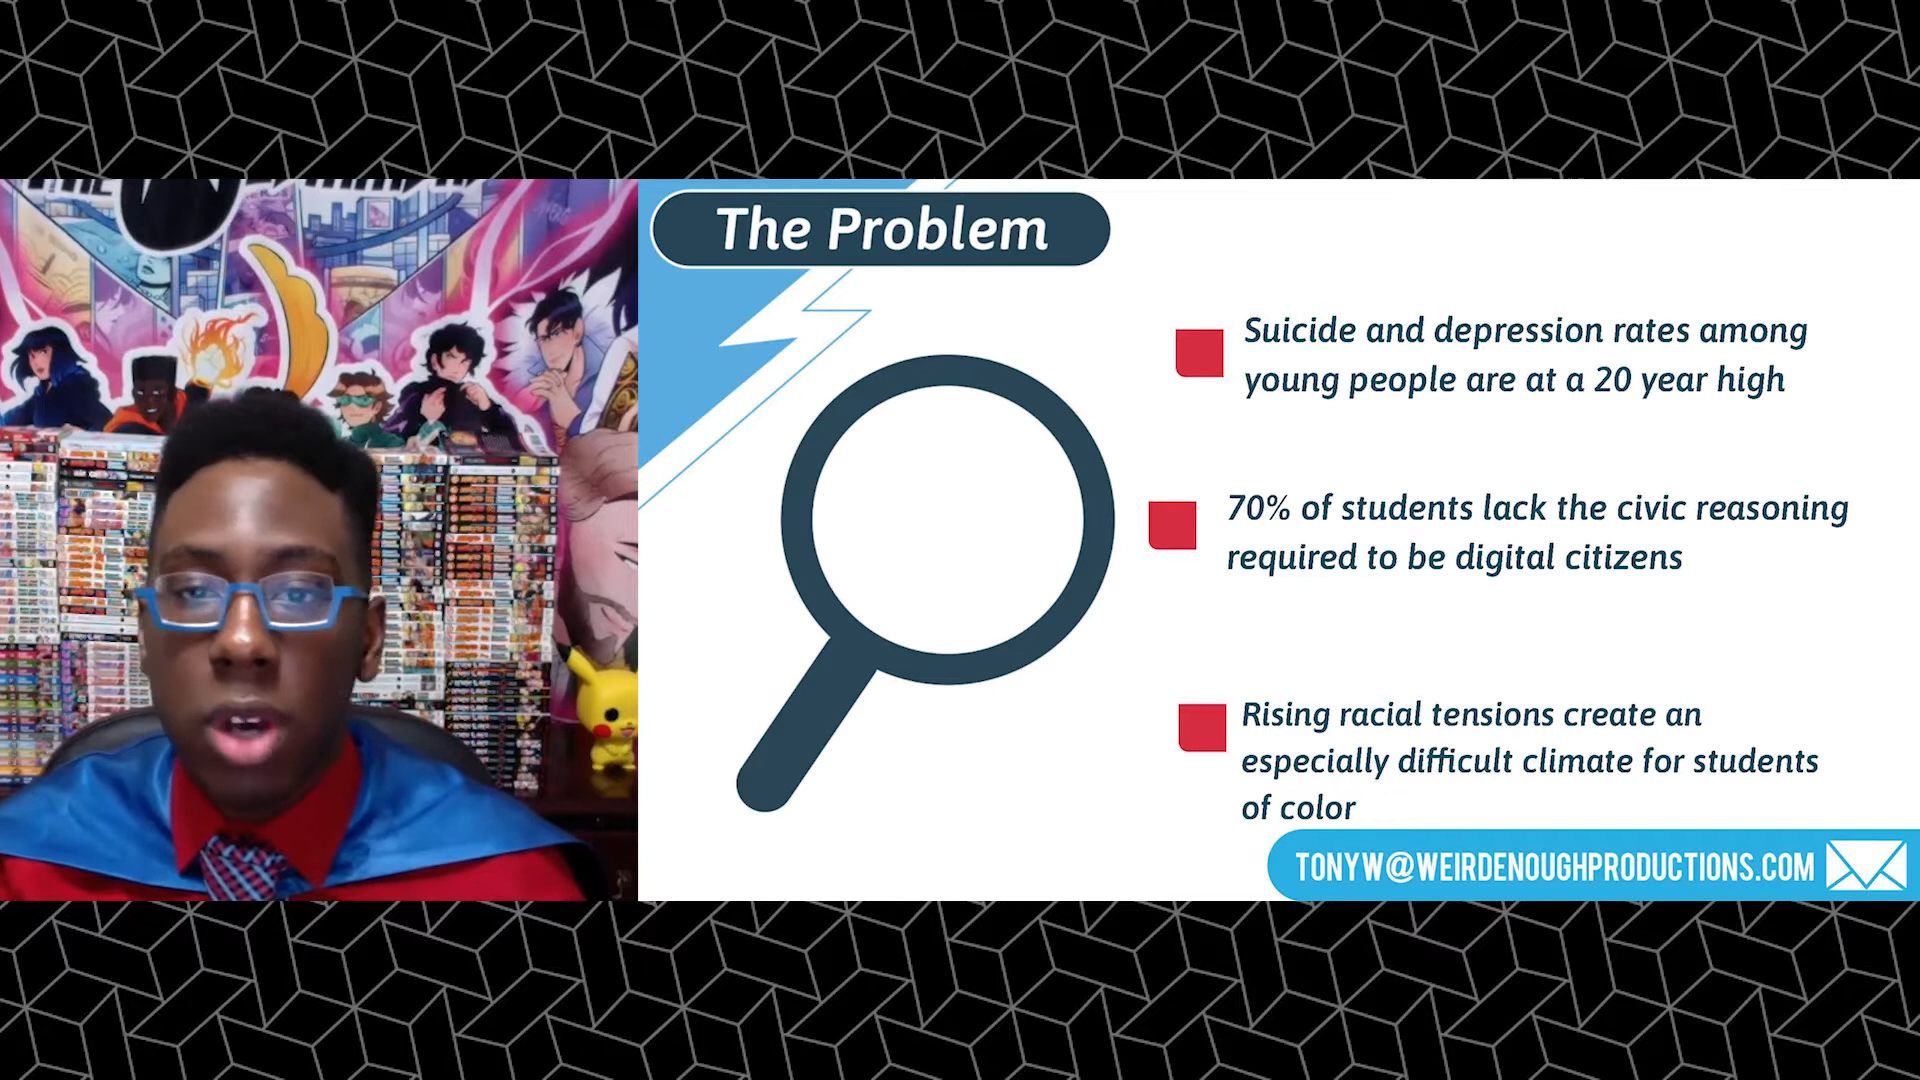 The Problem
Suicide and depression rates among
young people are at a 20 year high
70% of students lack the civic reasoning
required to be digital citizens
Rising racial tensions create an
especially difficult climate for students
of color
TONYW@WEIRDENOUGHPRODUCTIONS.COM